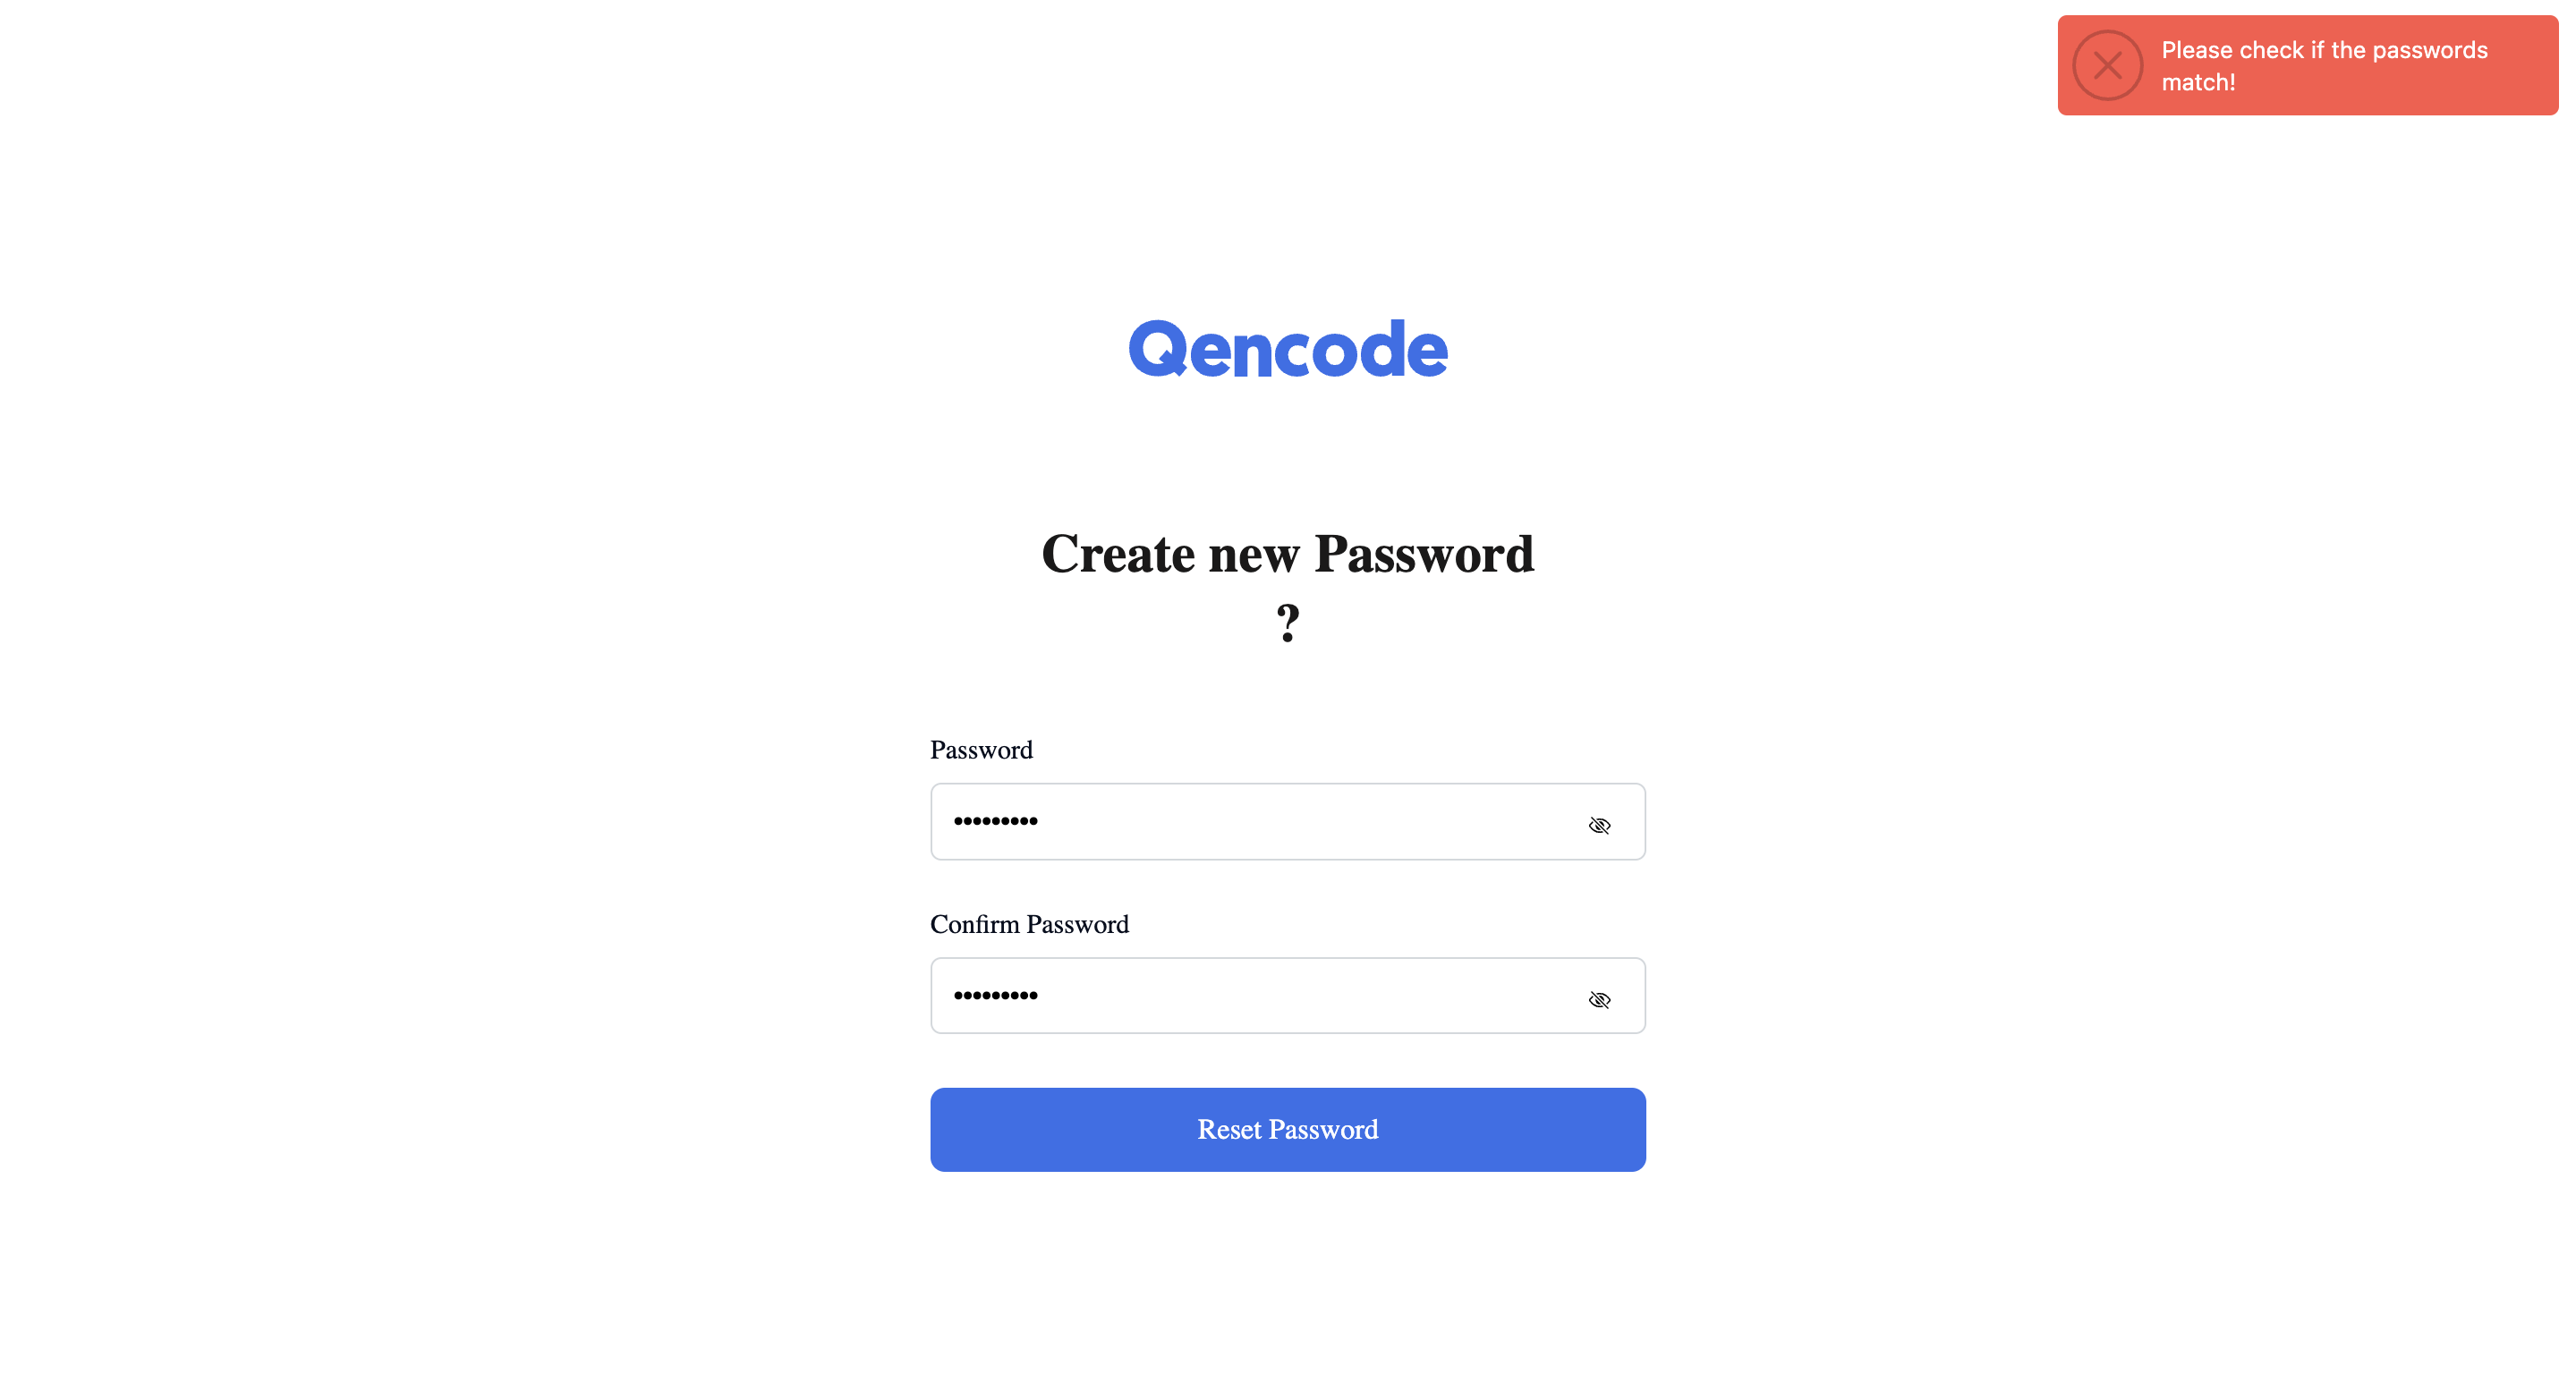 Please check if the passwords
match!
Qencode
Create new Password
?
Password
•••••••••
Confirm Password
•••••••••
Reset Password